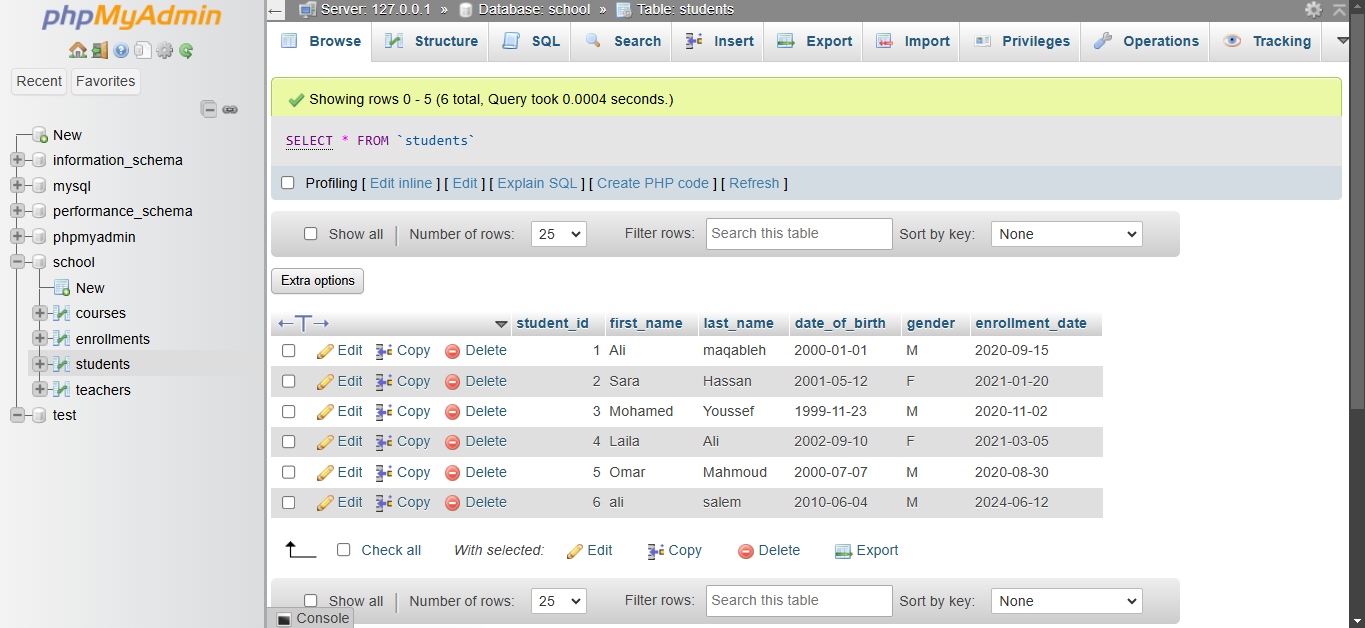 phpMyAdmin
Recent Favorites
New
information_schema
mysql
performance_schema
phpmyadmin
school
New
courses
enrollments
students
teachers
test
Server: 127.0.0.1 » Database: school » Table: students
Browse Structure SQL Search Insert Export Import Privileges Operations Tracking
Showing rows 0 - 5 (6 total, Query took 0.0004 seconds.)
SELECT * FROM `students`
Profiling [ Edit inline ] [ Edit ] [ Explain SQL ] [ Create PHP code ] [ Refresh ]
Show all | Number of rows: 25 Filter rows: Search this table Sort by key: None
Extra options
←T→ student_id first_name last_name date_of_birth gender enrollment_date
Edit Copy Delete 1 Ali maqableh 2000-01-01 M 2020-09-15
Edit Copy Delete 2 Sara Hassan 2001-05-12 F 2021-01-20
Edit Copy Delete 3 Mohamed Youssef 1999-11-23 M 2020-11-02
Edit Copy Delete 4 Laila Ali 2002-09-10 F 2021-03-05
Edit Copy Delete 5 Omar Mahmoud 2000-07-07 M 2020-08-30
Edit Copy Delete 6 ali salem 2010-06-04 M 2024-06-12
Check all With selected: Edit Copy Delete Export
Show all | Number of rows: 25 Filter rows: Search this table Sort by key: None
Console